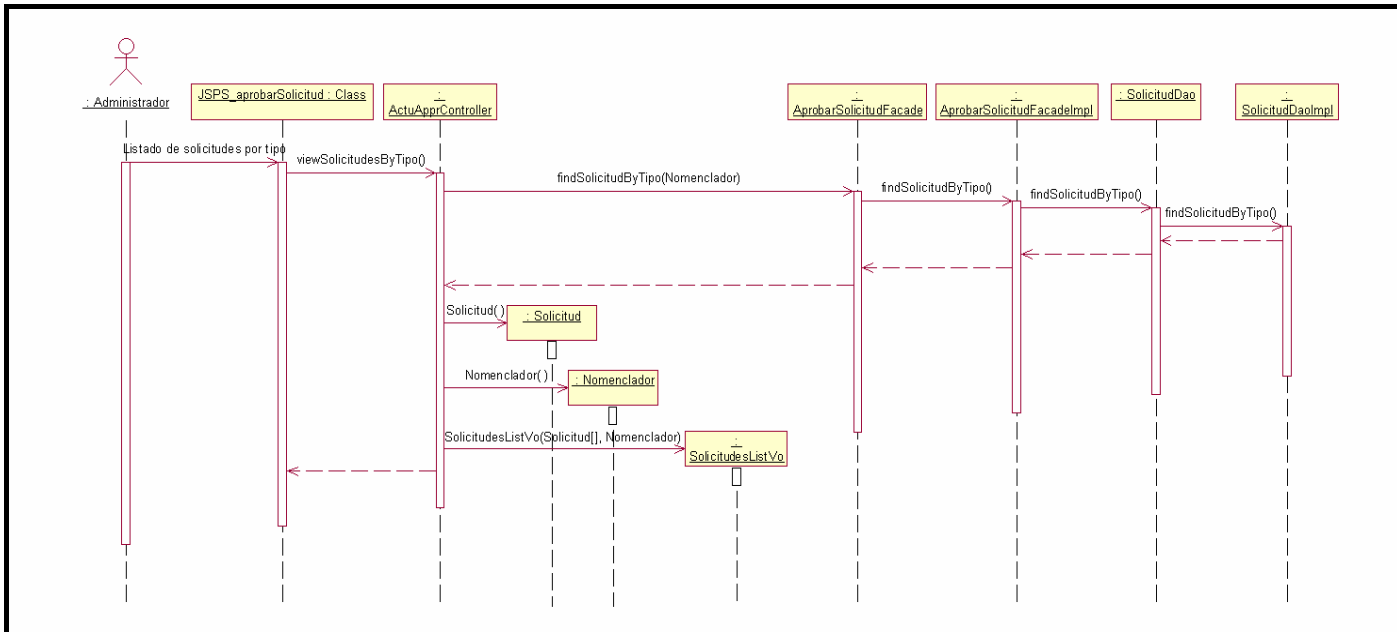 : Administrador
JSPS_aprobarSolicitud : Class
:
ActuApprController
:
AprobarSolicitudFacade
:
AprobarSolicitudFacadeImpl
: SolicitudDao
:
SolicitudDaoImpl
Listado de solicitudes por tipo
viewSolicitudesByTipo()
findSolicitudByTipo(Nomenclador)
findSolicitudByTipo()
findSolicitudByTipo()
findSolicitudByTipo()
Solicitud( )
: Solicitud
Nomenclador( )
: Nomenclador
SolicitudesListVo(Solicitud[], Nomenclador)
:
SolicitudesListVo